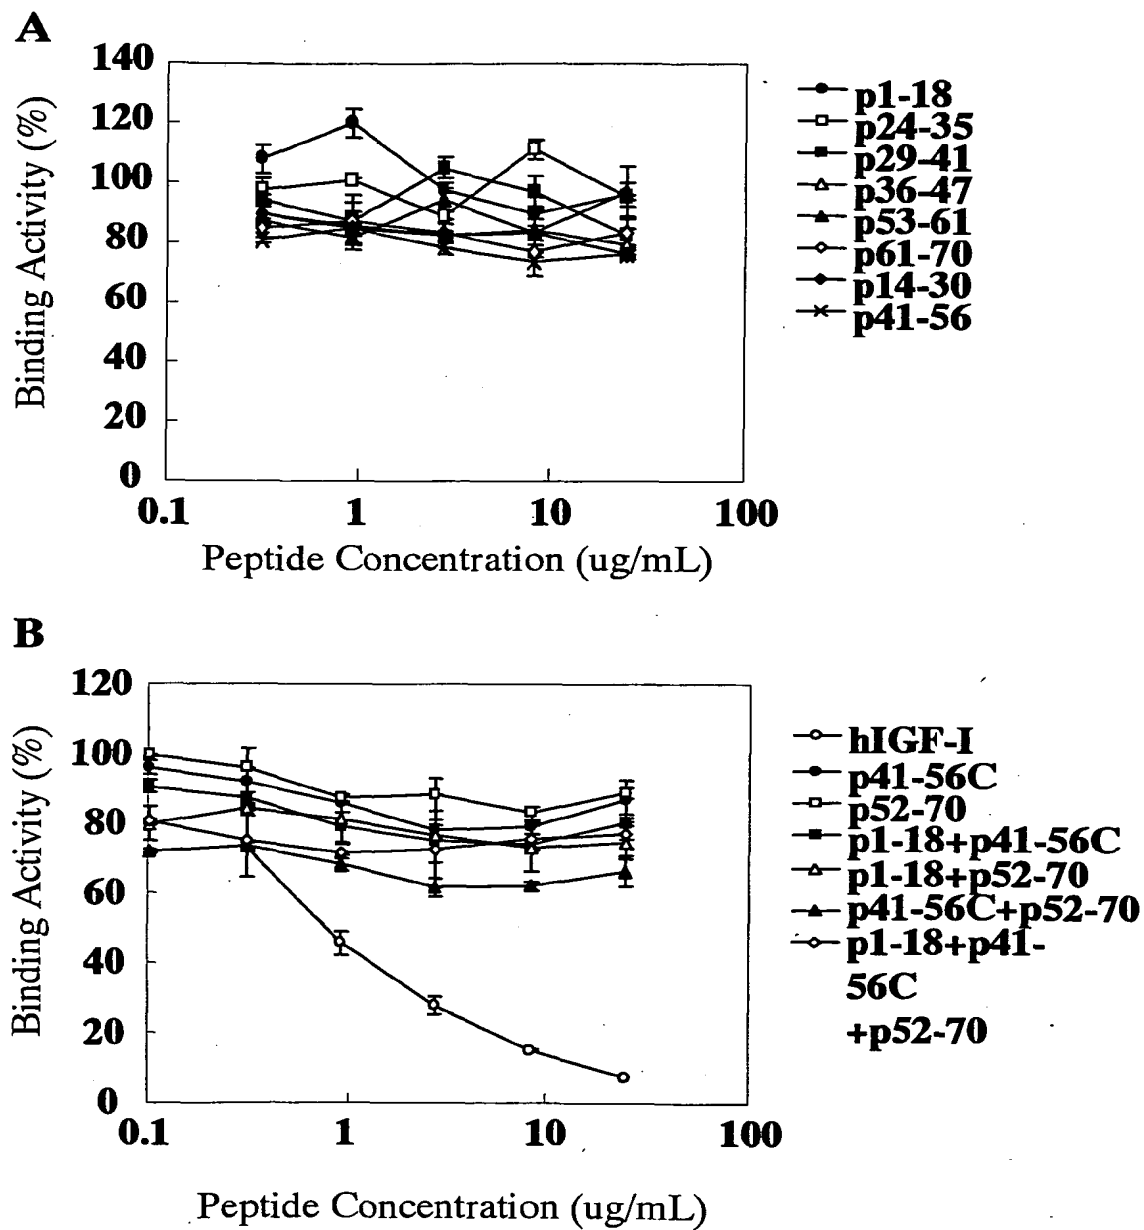 A
140
120
100
80
60
40
20
0
Binding Activity (%)
0.1 1 10 100
Peptide Concentration (ug/mL)
p1-18
p24-35
p29-41
p36-47
p53-61
p61-70
p14-30
p41-56
B
120
100
80
60
40
20
0
Binding Activity (%)
0.1 1 10 100
Peptide Concentration (ug/mL)
hIGF-I
p41-56C
p52-70
p1-18+p41-56C
p1-18+p52-70
p41-56C+p52-70
p1-18+p41-
56C
+p52-70